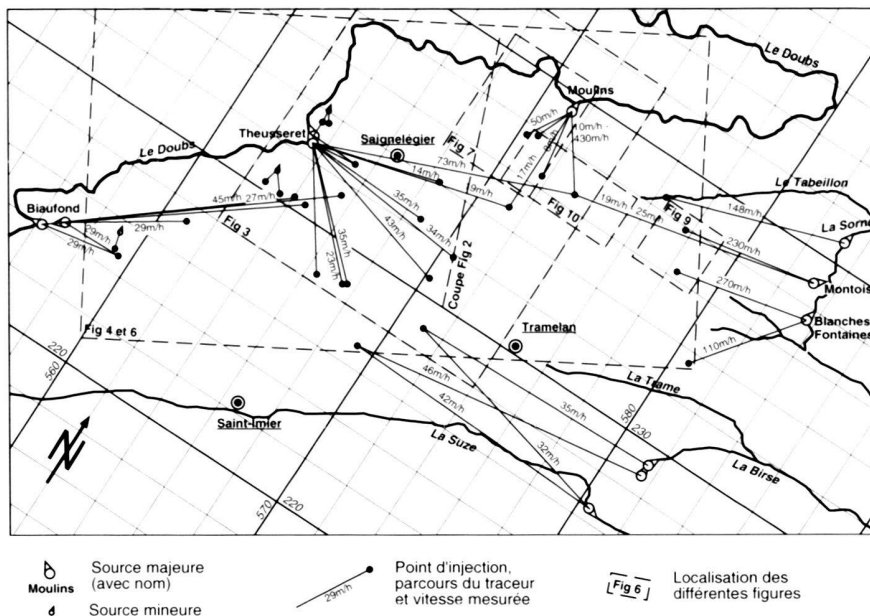 Le Doubs
Moulins
50m/h
10m/h
430m/h
Theusseret
Saignelégier
Fig 7
73m/h
14m/h
17m/h
9m/h
Le Doubs
Le Tabeillon
Biaufond
45m/h
27m/h
35m/h
Fig 10
19m/h
25m/h
Fig 9
148m/h
La Sorne
29m/h
29m/h
29m/h
Fig 3
43m/h
34m/h
230m/h
35m/h
23m/h
Montois
Coupe Fig 2
270m/h
Fig 4 et 6
Tramelan
Blanches
Fontaines
110m/h
220
560
46m/h
La Trame
42m/h
35m/h
580
230
Saint-Imier
La Suze
32m/h
La Birse
N
570
220
Moulins
Source majeure
(avec nom)
Source mineure
29m/h
Point d'injection,
parcours du traceur
et vitesse mesurée
Fig 6
Localisation des
différentes figures